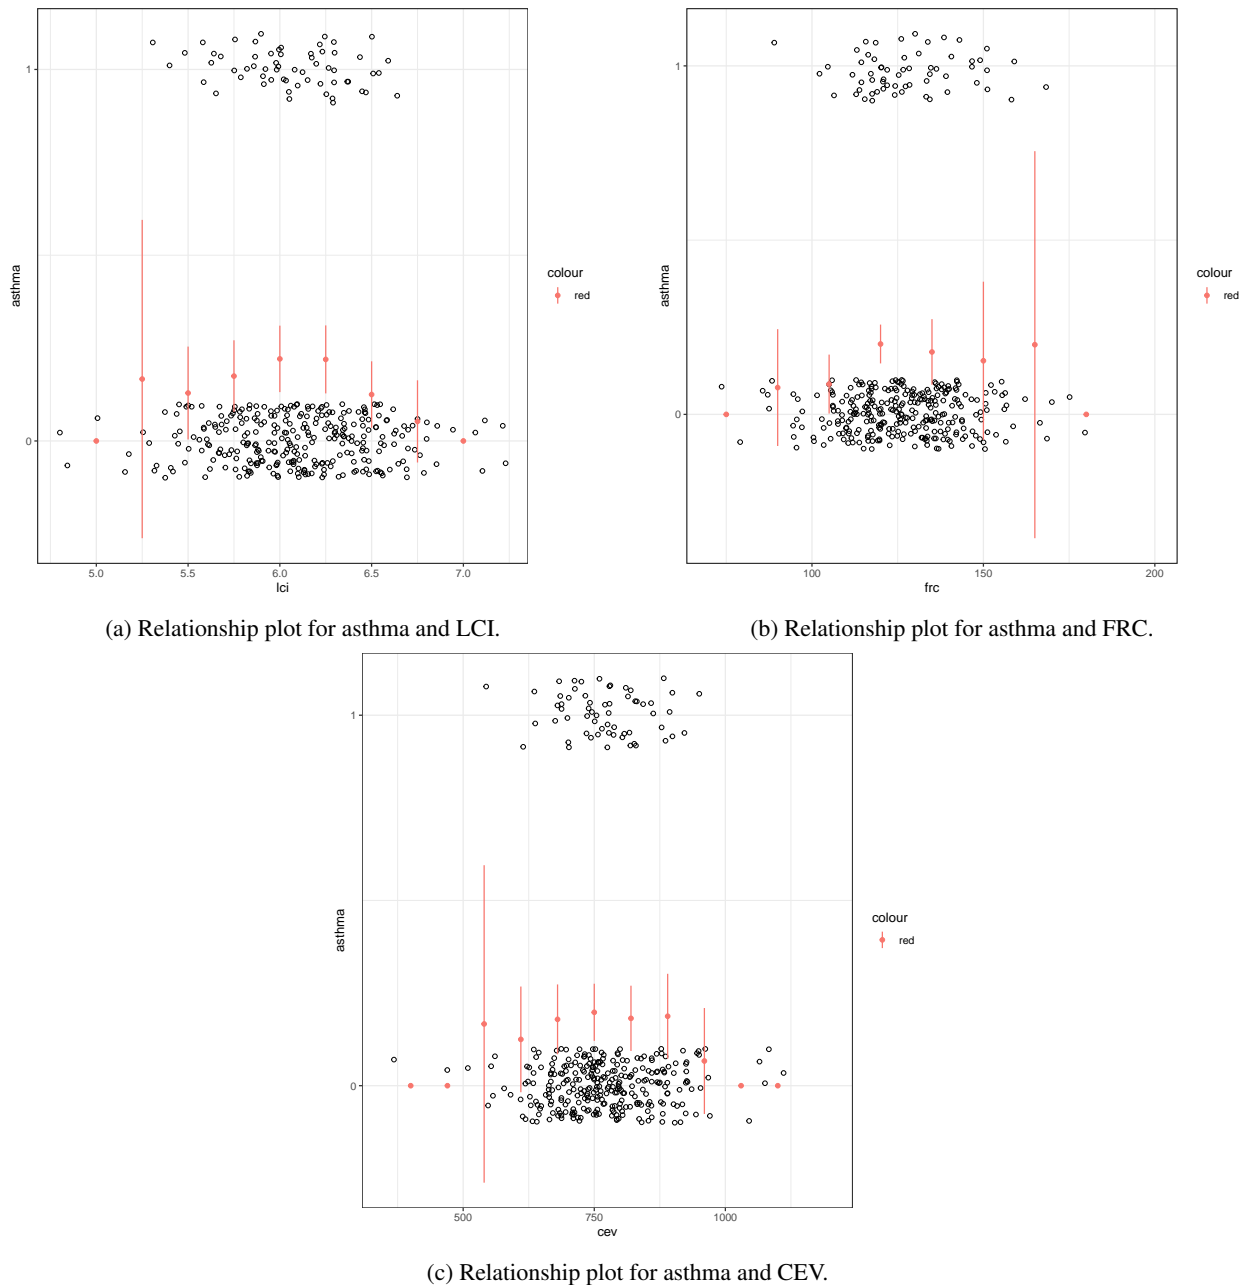 1
0
asthma
5.0 5.5 6.0 6.5 7.0
lci
colour
red
(a) Relationship plot for asthma and LCI.
1
0
asthma
100 150 200
frc
colour
red
(b) Relationship plot for asthma and FRC.
1
0
asthma
500 750 1000
cev
colour
red
(c) Relationship plot for asthma and CEV.